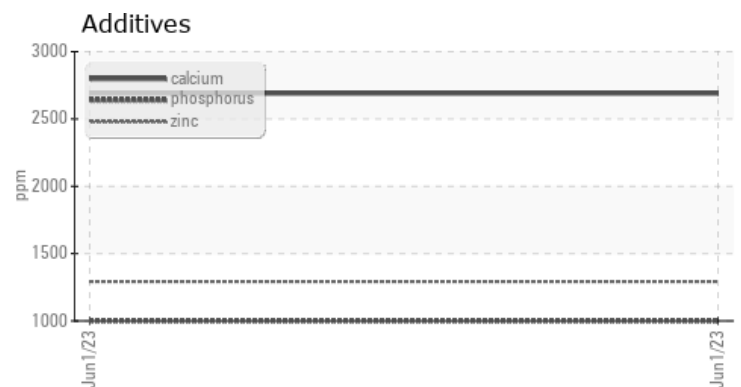 Additives
3000
calcium
phosphorus
2500
zinc
ppm
2000
1500
1000
Jun1/23
Jun1/23